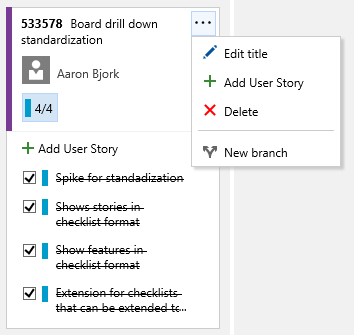 533578 Board drill down
standardization
...
Aaron Bjork
4/4
Edit title
Add User Story
Delete
New branch
Add User Story
Spike for standadization
Shows stories in
checklist format
Show features in
checklist format
Extension for checklists
that can be extended to...